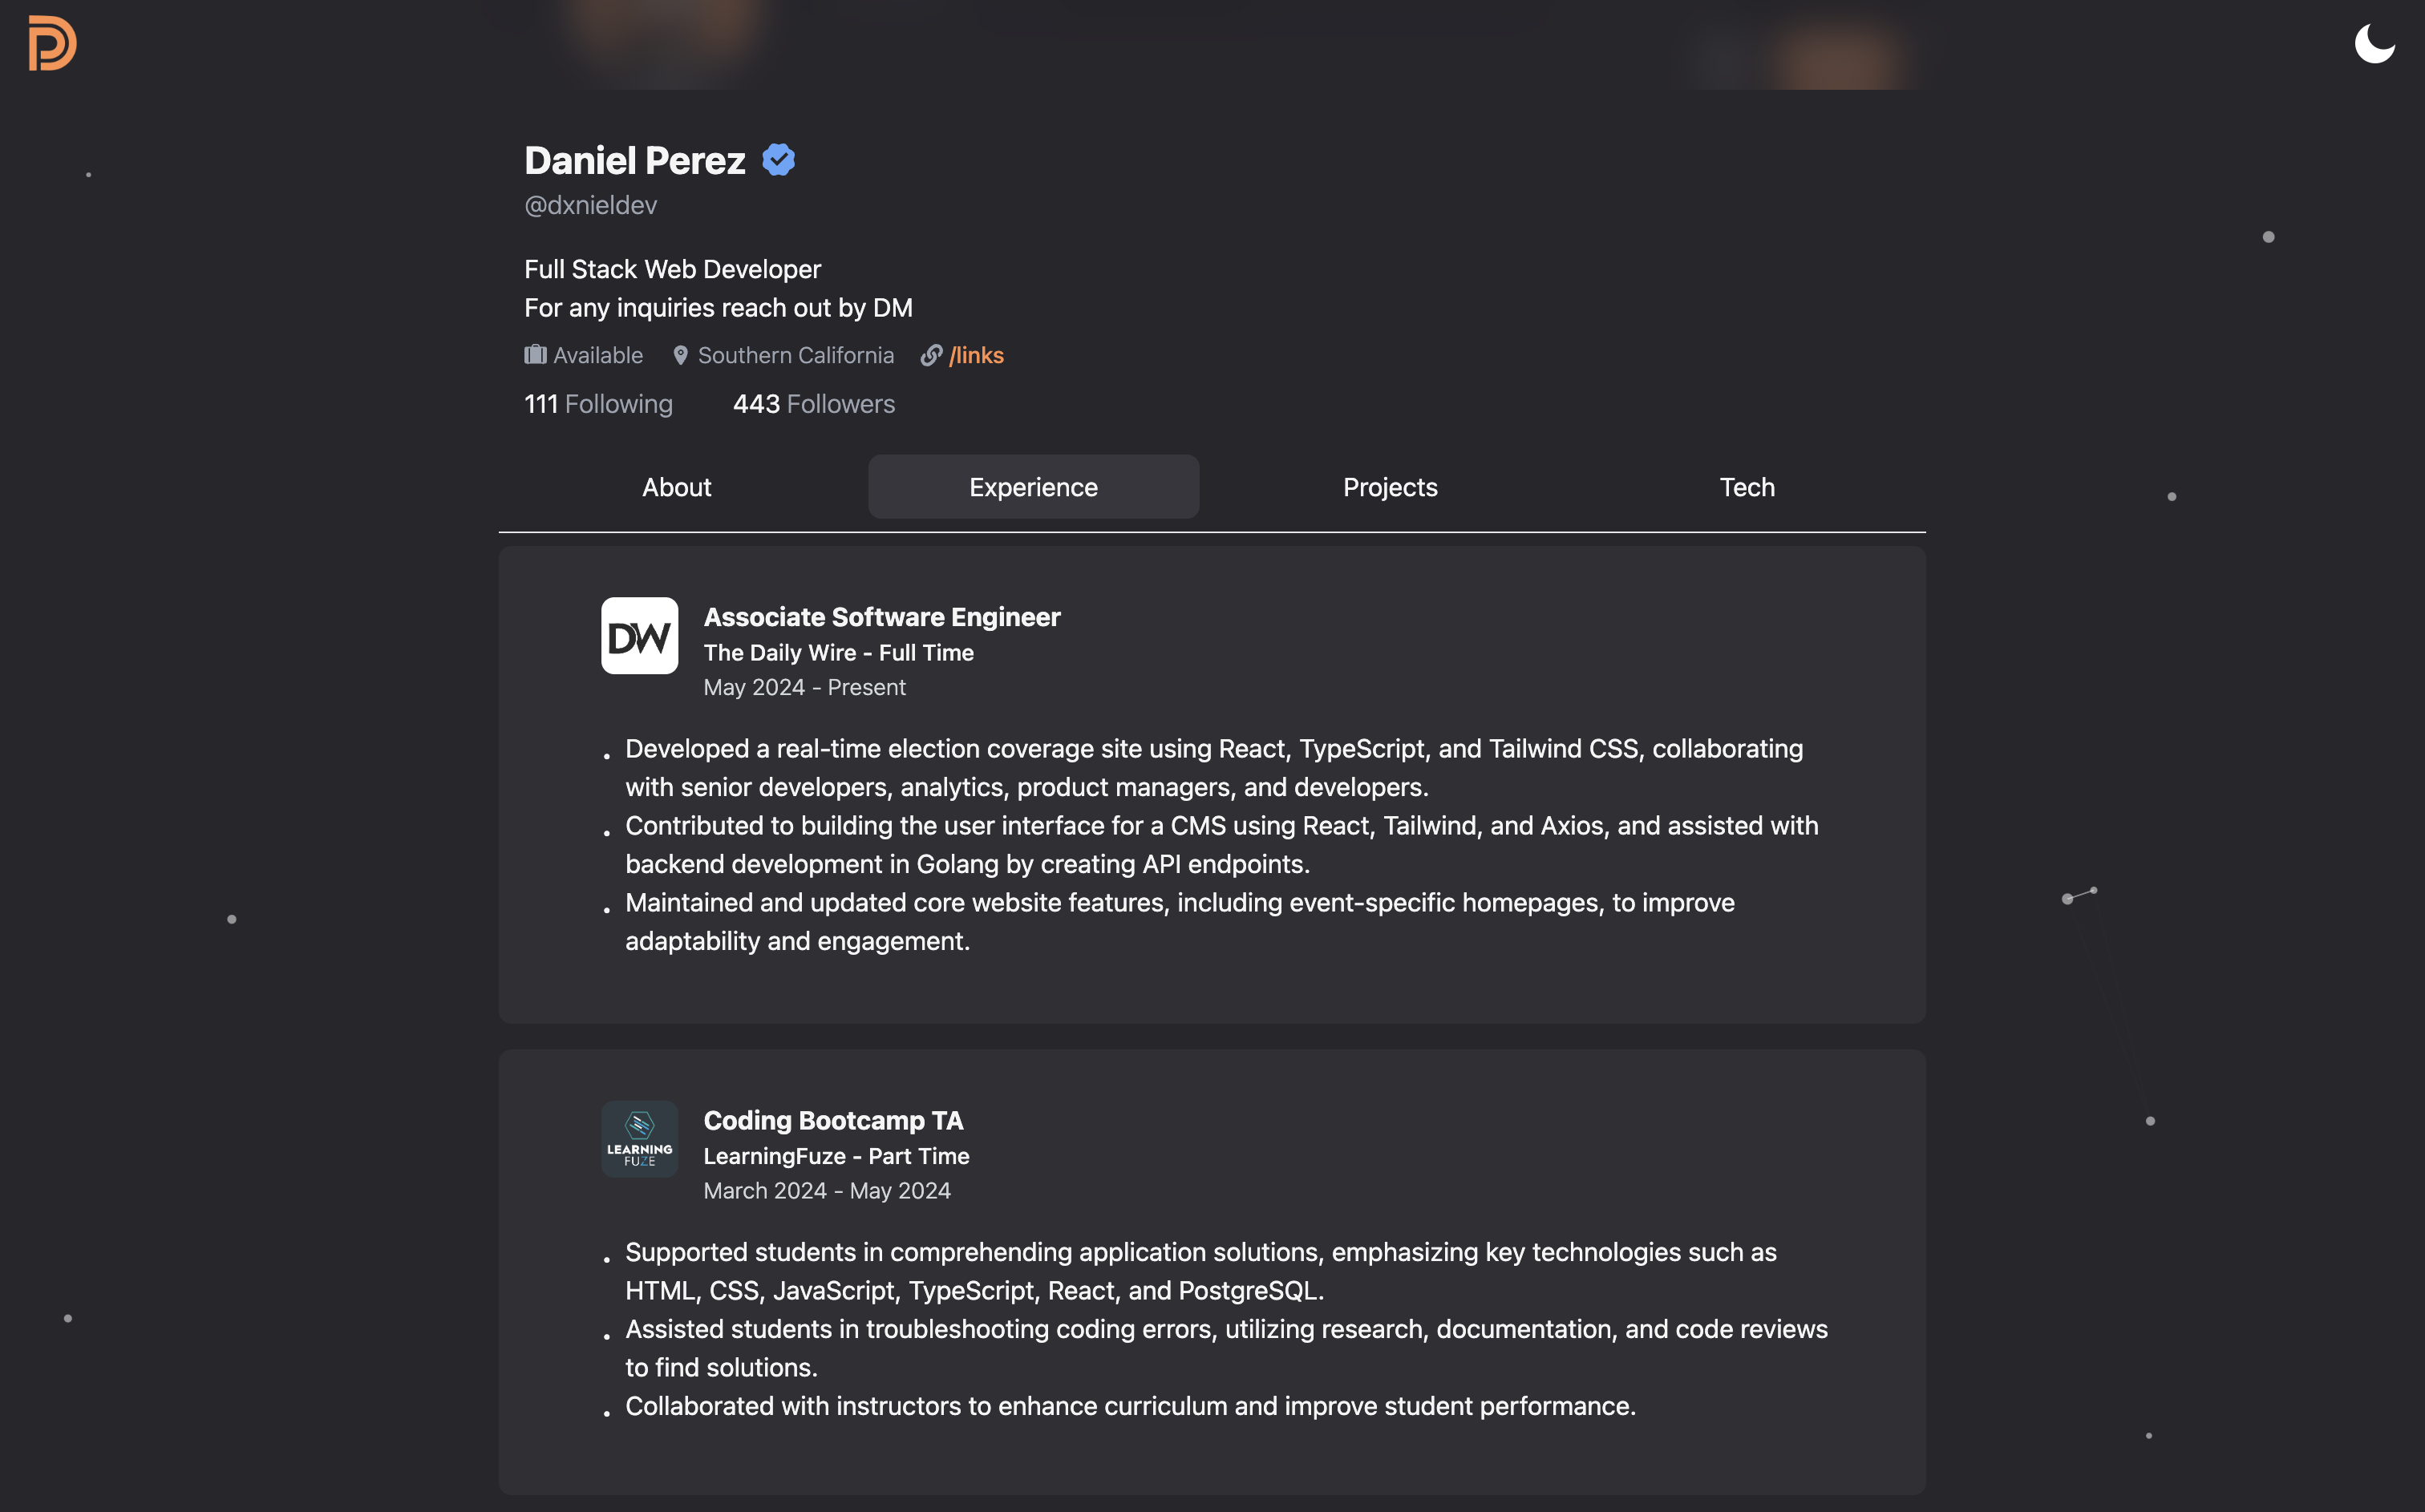 Daniel Perez
@dxnieldev
Full Stack Web Developer
For any inquiries reach out by DM
Available Southern California /links
111 Following 443 Followers
About Experience Projects Tech
DW
Associate Software Engineer
The Daily Wire - Full Time
May 2024 - Present
• Developed a real-time election coverage site using React, TypeScript, and Tailwind CSS, collaborating
with senior developers, analytics, product managers, and developers.
• Contributed to building the user interface for a CMS using React, Tailwind, and Axios, and assisted with
backend development in Golang by creating API endpoints.
• Maintained and updated core website features, including event-specific homepages, to improve
adaptability and engagement.
LEARNING
FUZE
Coding Bootcamp TA
LearningFuze - Part Time
March 2024 - May 2024
• Supported students in comprehending application solutions, emphasizing key technologies such as
HTML, CSS, JavaScript, TypeScript, React, and PostgreSQL.
• Assisted students in troubleshooting coding errors, utilizing research, documentation, and code reviews
to find solutions.
• Collaborated with instructors to enhance curriculum and improve student performance.